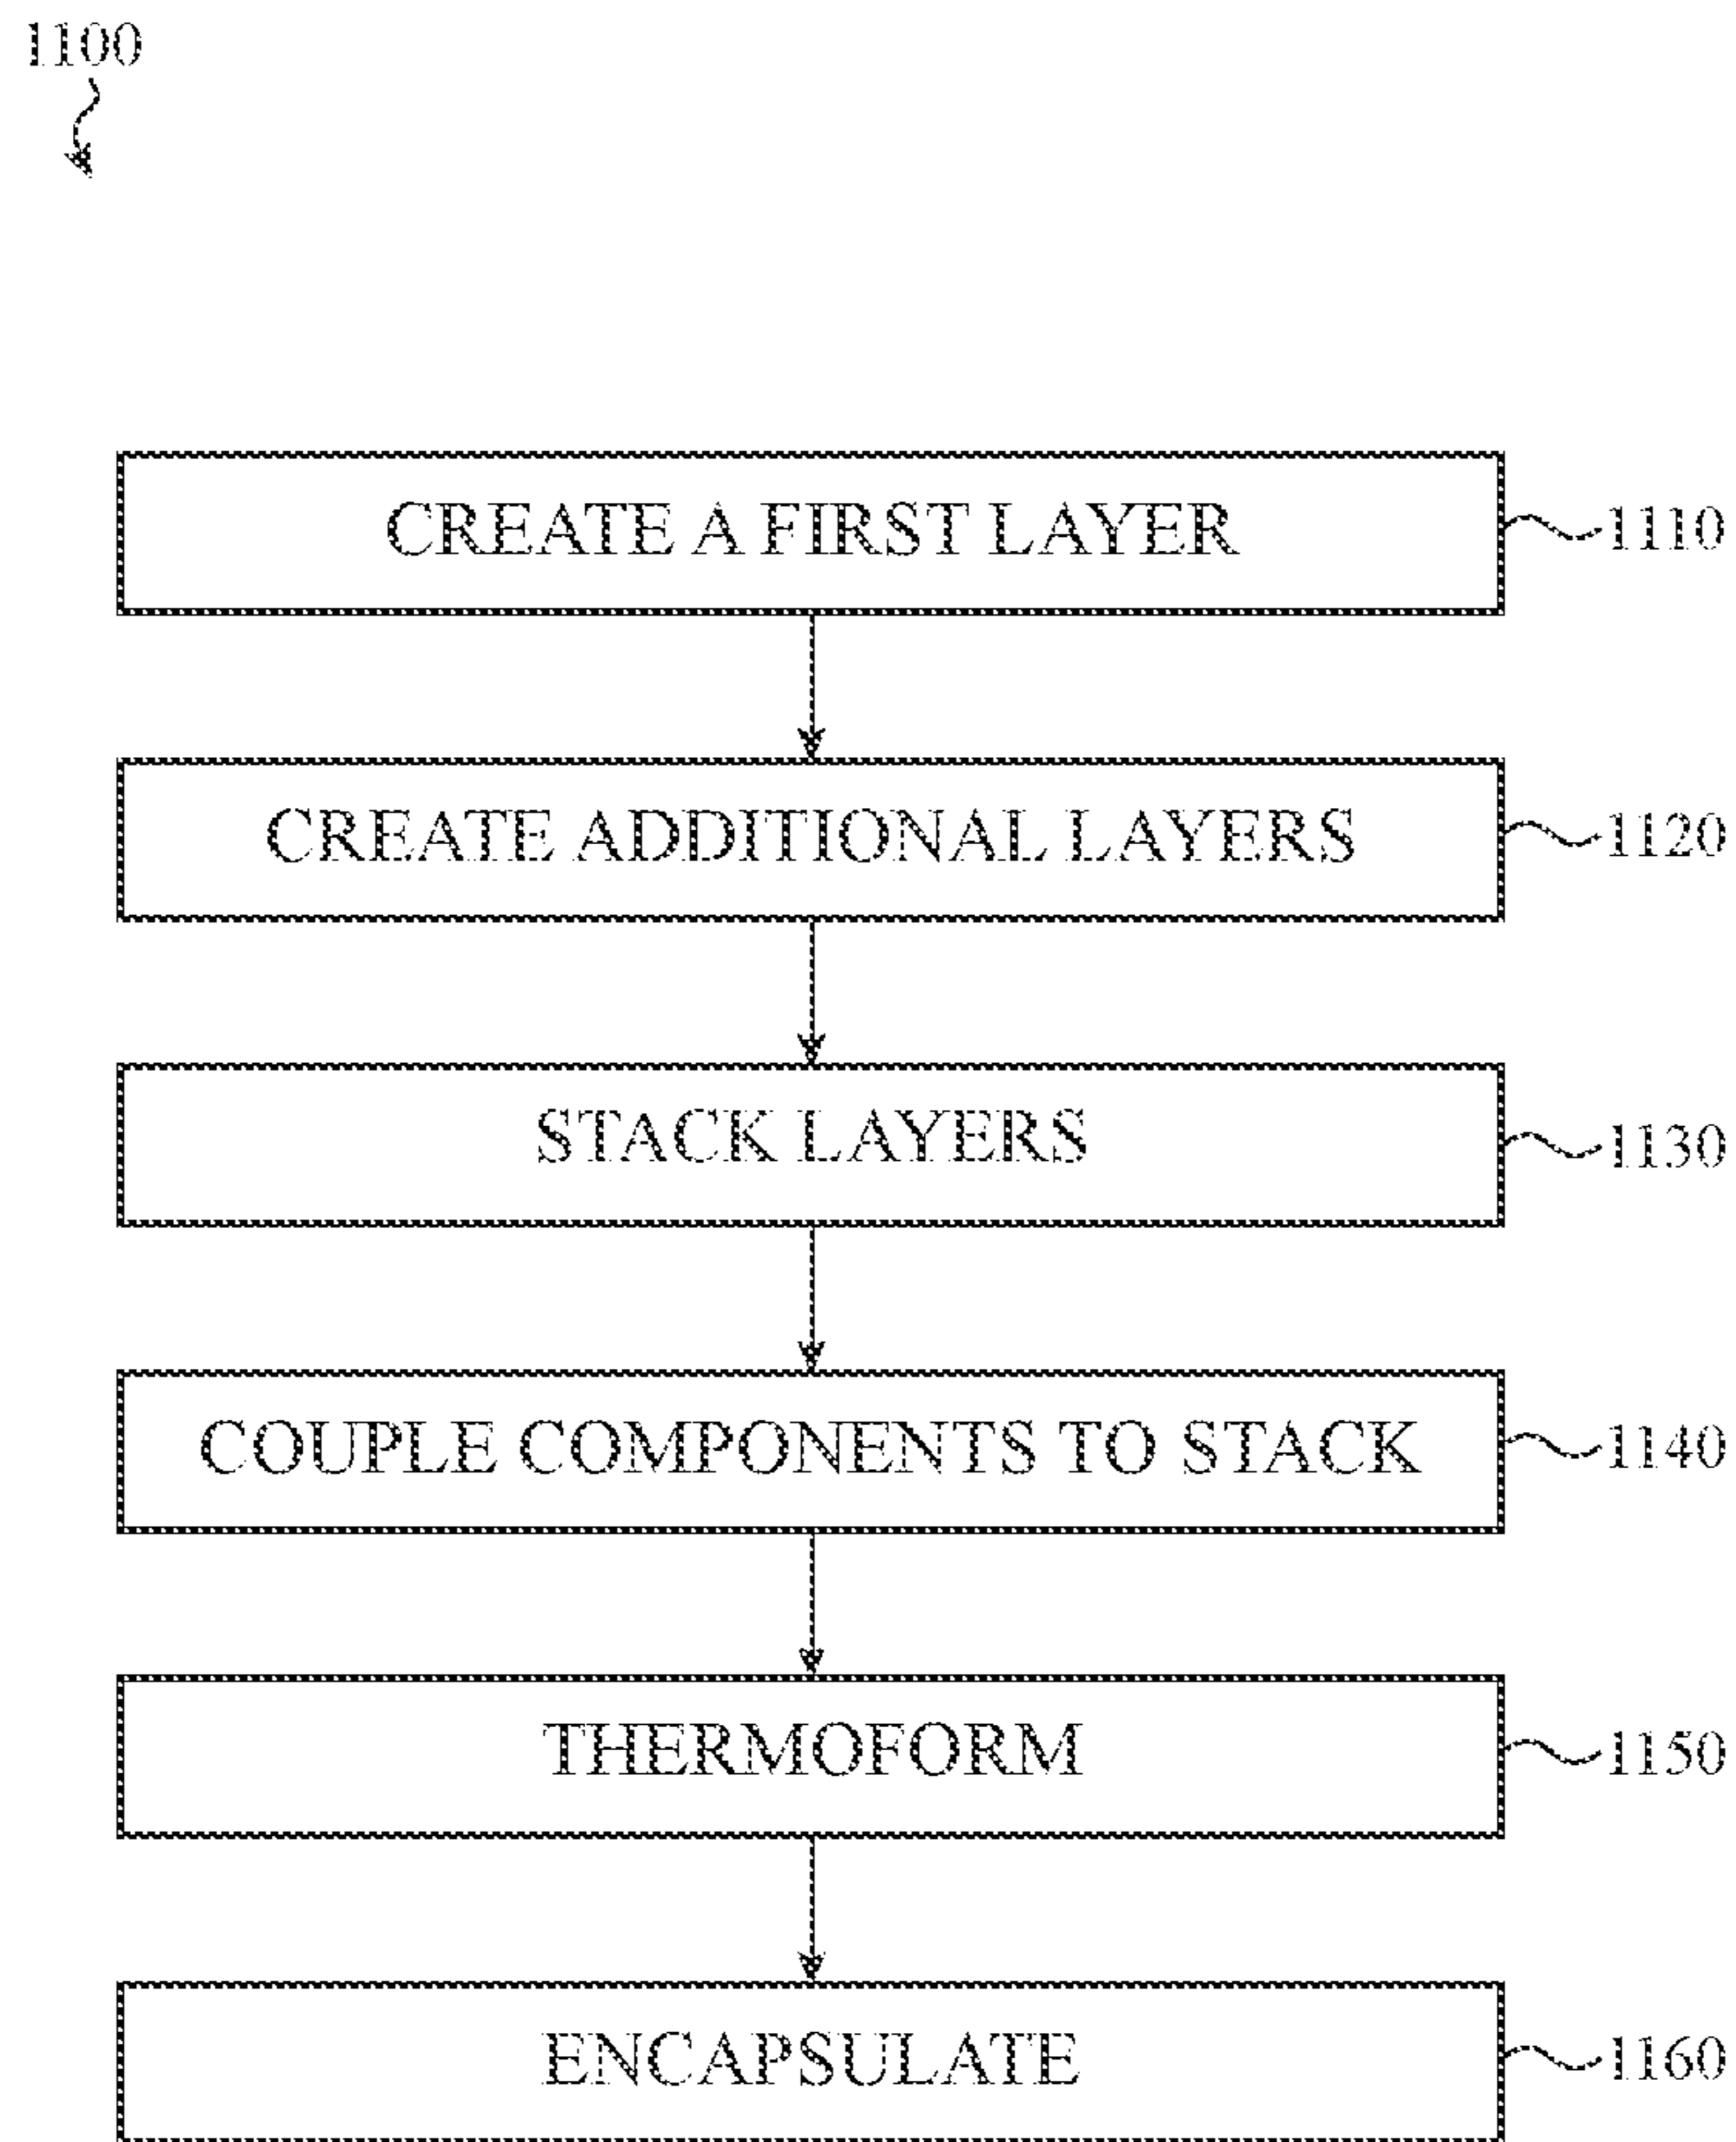 1100
CREATE A FIRST LAYER
1110
CREATE ADDITIONAL LAYERS
1120
STACK LAYERS
1130
COUPLE COMPONENTS TO STACK
1140
THERMOFORM
1150
ENCAPSULATE
1160